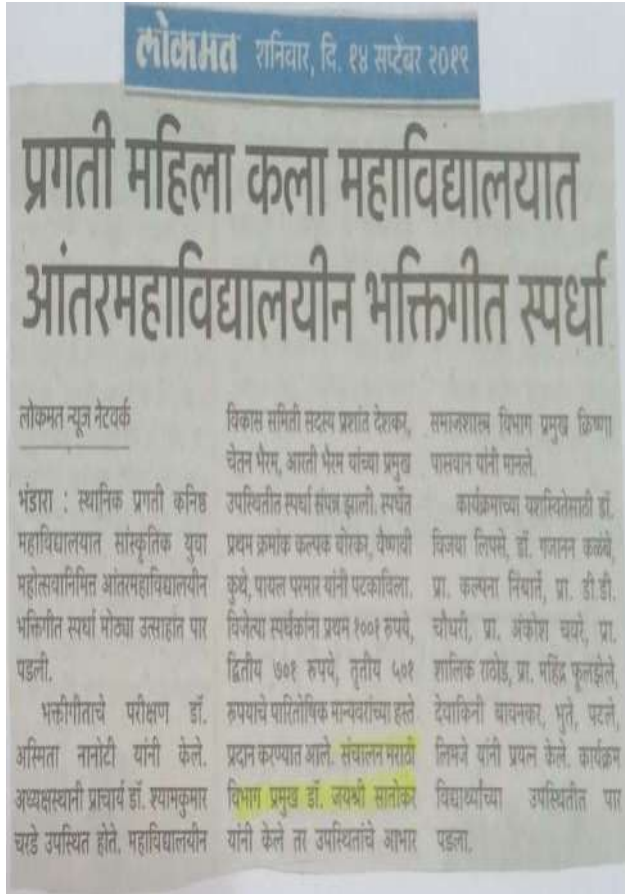 लोकमत शनिवार, दि. १४ सप्टेंबर २०१९
प्रगती महिला कला महाविद्यालयात
आंतरमहाविद्यालयीन भक्तिगीत स्पर्धा
लोकमत न्यूज नेटवर्क
भंडारा : स्थानिक प्रगती कनिष्ठ
महाविद्यालयात सांस्कृतिक युवा
महोत्सवानिमित्त आंतरमहाविद्यालयीन
भक्तिगीत स्पर्धा मोठ्या उत्साहात पार
पडली.
भक्तीगीताचे परीक्षण डॉ.
अस्मिता नानोटी यांनी केले.
अध्यक्षस्थानी प्राचार्य डॉ. श्यामकुमार
चरडे उपस्थित होते. महाविद्यालयीन
विकास समिती सदस्य प्रशांत देशकर,
चेतन भैरम, आरती भैरम यांच्या प्रमुख
उपस्थितीत स्पर्धा संपन्न झाली. स्पर्धेत
प्रथम क्रमांक कल्पक बोरकर, वैष्णवी
कुथे, पायल परमार यांनी पटकाविला.
विजेत्या स्पर्धकांना प्रथम १००१ रुपये,
द्वितीय ७०१ रुपये, तृतीय ५०१
रुपयाचे पारितोषिक मान्यवरांच्या हस्ते
प्रदान करण्यात आले. संचालन मराठी
विभाग प्रमुख डॉ. जयश्री सातोकर
यांनी केले तर उपस्थितांचे आभार
समाजशास्त्र विभाग प्रमुख क्रिष्णा
पासवान यांनी मानले.
कार्यक्रमाच्या यशस्वितेसाठी डॉ.
विजया लिपसे, डॉ. गजानन कळंबे,
प्रा. कल्पना निंबार्ते, प्रा. डी.डी.
चौधरी, प्रा. अंकोश चवरे, प्रा.
शालिक राठोड, प्रा. महिंद्र फूलझेले,
देवाकिनी बावनकर, भुते, पटले,
लिमजे यांनी प्रयत्न केले. कार्यक्रम
विद्यार्थ्यांच्या उपस्थितीत पार
पडला.